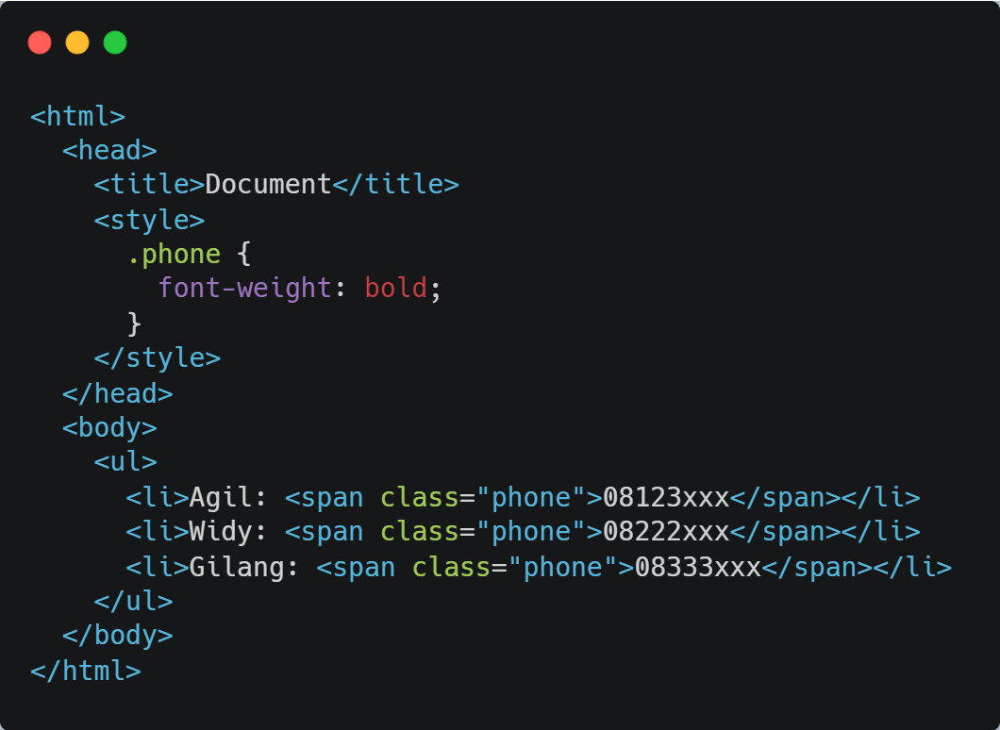 <html>
  <head>
    <title>Document</title>
    <style>
      .phone {
        font-weight: bold;
      }
    </style>
  </head>
  <body>
    <ul>
      <li>Agil: <span class="phone">08123xxx</span></li>
      <li>Widy: <span class="phone">08222xxx</span></li>
      <li>Gilang: <span class="phone">08333xxx</span></li>
    </ul>
  </body>
</html>